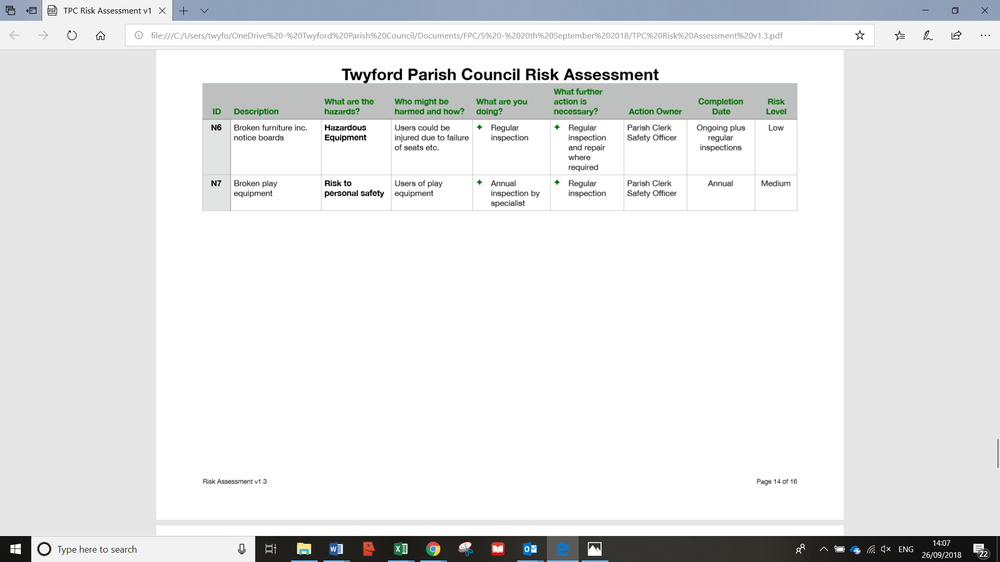 TPC Risk Assessment v1
file:///C:/Users/twyfo/OneDrive%20-%20Twyford%20Parish%20Council/Documents/FPC/5%20-%2020th%20September%202018/TPC%20Risk%20Assessment%20v1.3.pdf
Twyford Parish Council Risk Assessment
ID Description What are the hazards? Who might be harmed and how? What are you doing? What further action is necessary? Action Owner Completion Date Risk Level
N6 Broken furniture inc. notice boards Hazardous Equipment Users could be injured due to failure of seats etc. ✦ Regular inspection ✦ Regular inspection and repair where required Parish Clerk Safety Officer Ongoing plus regular inspections Low
N7 Broken play equipment Risk to personal safety Users of play equipment ✦ Annual inspection by specialist ✦ Regular inspection Parish Clerk Safety Officer Annual Medium
Risk Assessment v1.3 Page 14 of 16
Type here to search
ENG
14:07
26/09/2018
22